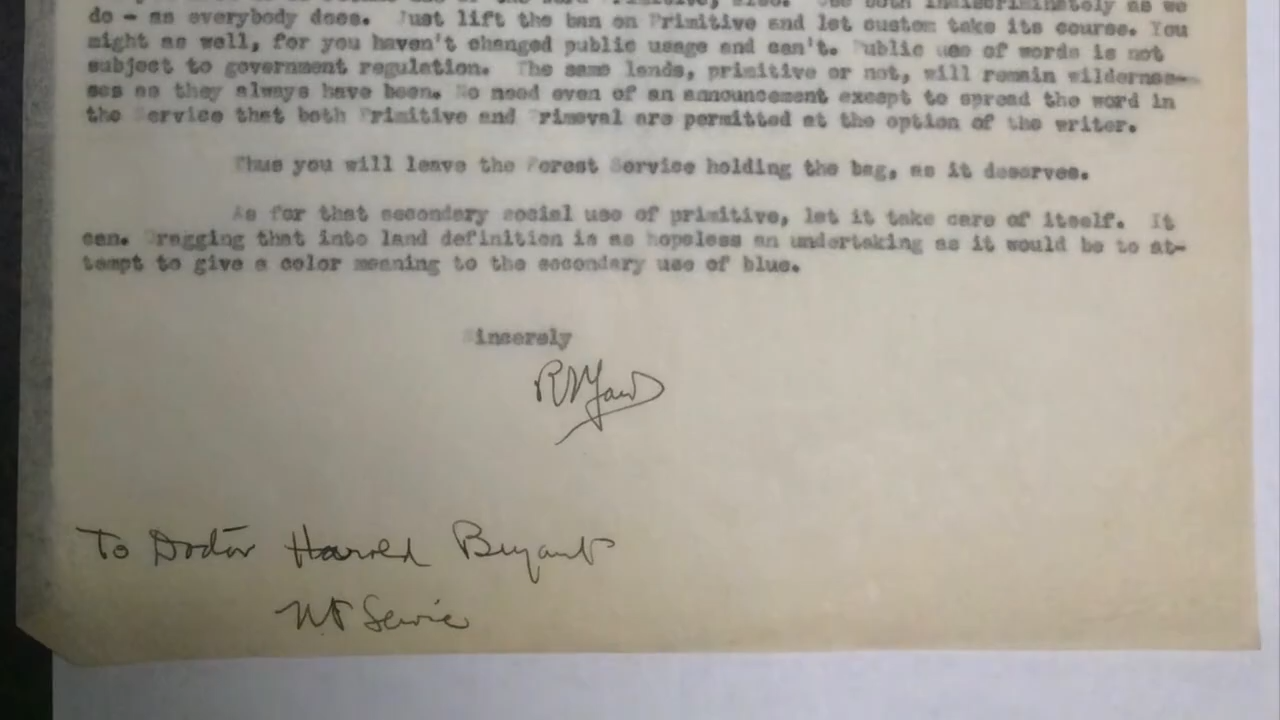 do - as everybody does. Just lift the ban on Primitive and let custom take its course. You
might as well, for you haven't changed public usage and can't. Public use of words is not
subject to government regulation. The same lands, primitive or not, will remain wildernes-
ses as they always have been. No need even of an announcement except to spread the word in
the Service that both Primitive and Primeval are permitted at the option of the writer.
Thus you will leave the Forest Service holding the bag, as it deserves.
As for that secondary social use of primitive, let it take care of itself. It
can. Dragging that into land definition is as hopeless an undertaking as it would be to at-
tempt to give a color meaning to the secondary use of blue.
Sincerely
RSYard
To Doctor Harold Bryant
NP Service